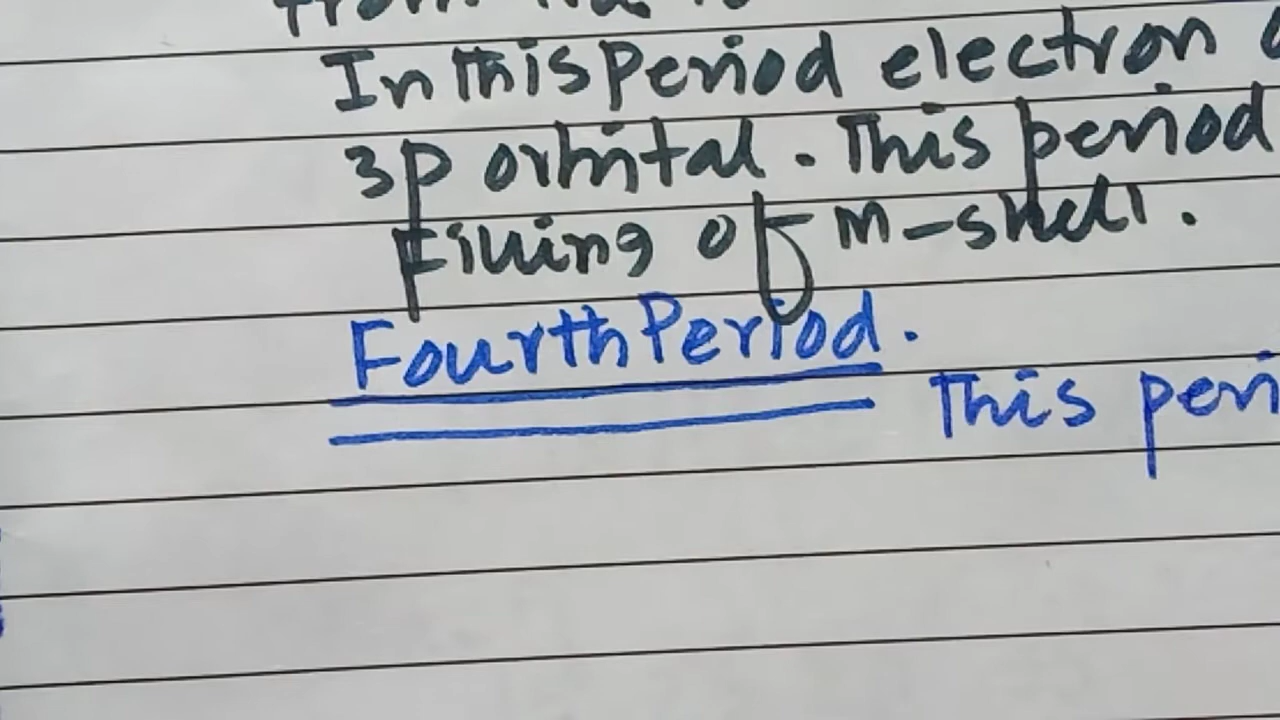 In this Period electron
3p orbital. This period
Filling of M-shell.
Fourth Period.
This peri